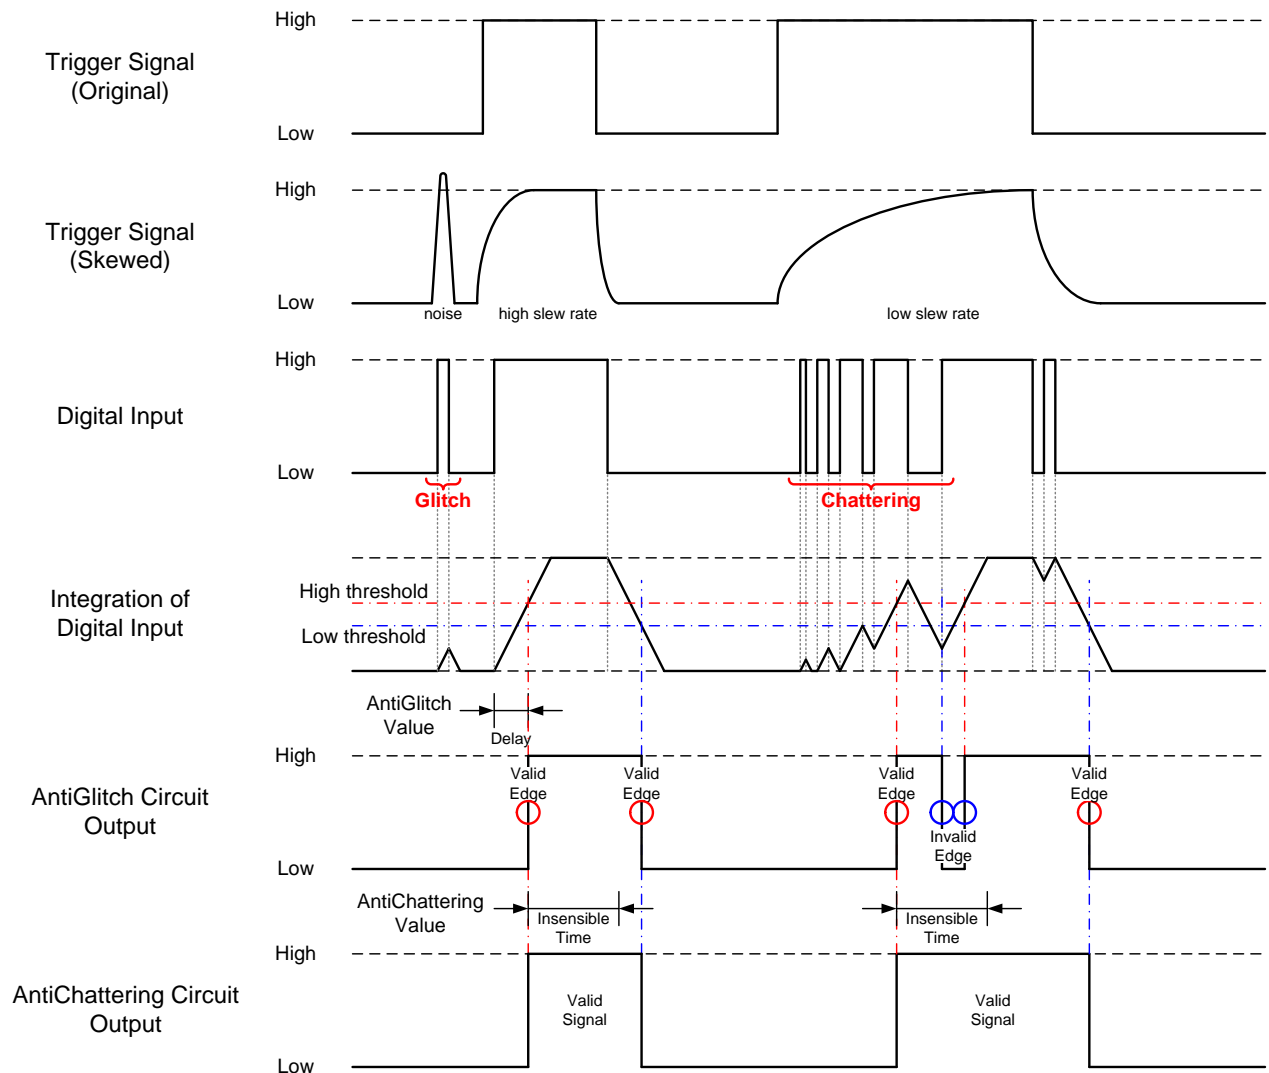 High
Trigger Signal
(Original)
Low
High
Trigger Signal
(Skewed)
Low
noise
high slew rate
low slew rate
High
Digital Input
Low
Glitch
Chattering
High threshold
Integration of
Digital Input
Low threshold
AntiGlitch
Value
Delay
High
Valid
Edge
Valid
Edge
Valid
Edge
Valid
Edge
AntiGlitch Circuit
Output
Invalid
Edge
Low
AntiChattering
Value
Insensible
Time
Insensible
Time
High
AntiChattering Circuit
Output
Valid
Signal
Valid
Signal
Low